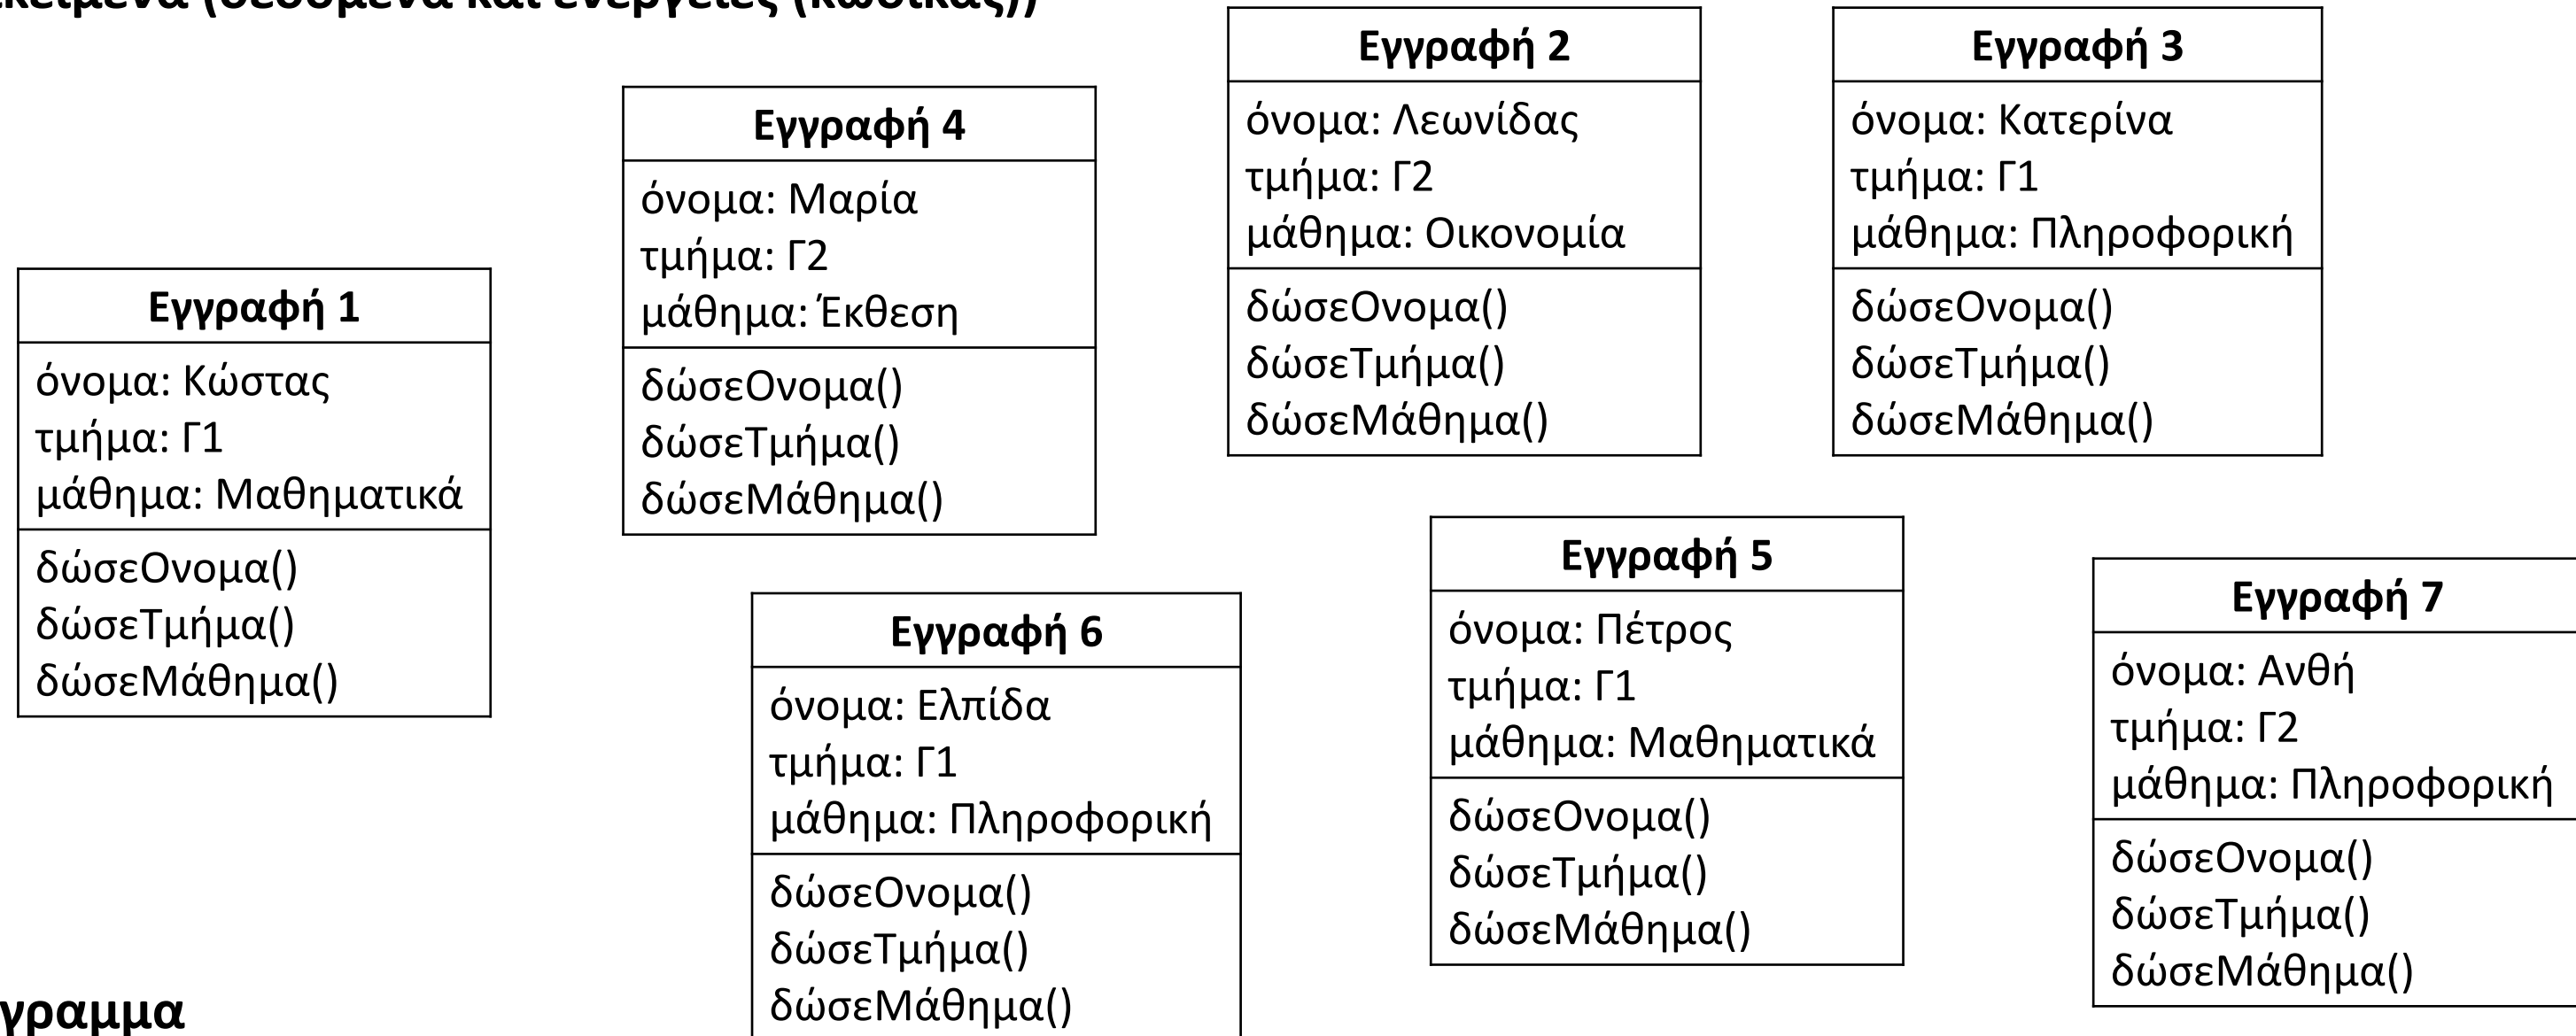 (δεδομένα και ενέργειες (κώδικας))
Εγγραφή 1
όνομα: Κώστας
τμήμα: Γ1
μάθημα: Μαθηματικά
δώσεΟνομα()
δώσεΤμήμα()
δώσεΜάθημα()
Εγγραφή 4
όνομα: Μαρία
τμήμα: Γ2
μάθημα: Έκθεση
δώσεΟνομα()
δώσεΤμήμα()
δώσεΜάθημα()
Εγγραφή 2
όνομα: Λεωνίδας
τμήμα: Γ2
μάθημα: Οικονομία
δώσεΟνομα()
δώσεΤμήμα()
δώσεΜάθημα()
Εγγραφή 3
όνομα: Κατερίνα
τμήμα: Γ1
μάθημα: Πληροφορική
δώσεΟνομα()
δώσεΤμήμα()
δώσεΜάθημα()
Εγγραφή 6
όνομα: Ελπίδα
τμήμα: Γ1
μάθημα: Πληροφορική
δώσεΟνομα()
δώσεΤμήμα()
δώσεΜάθημα()
Εγγραφή 5
όνομα: Πέτρος
τμήμα: Γ1
μάθημα: Μαθηματικά
δώσεΟνομα()
δώσεΤμήμα()
δώσεΜάθημα()
Εγγραφή 7
όνομα: Ανθή
τμήμα: Γ2
μάθημα: Πληροφορική
δώσεΟνομα()
δώσεΤμήμα()
δώσεΜάθημα()
γραμμα